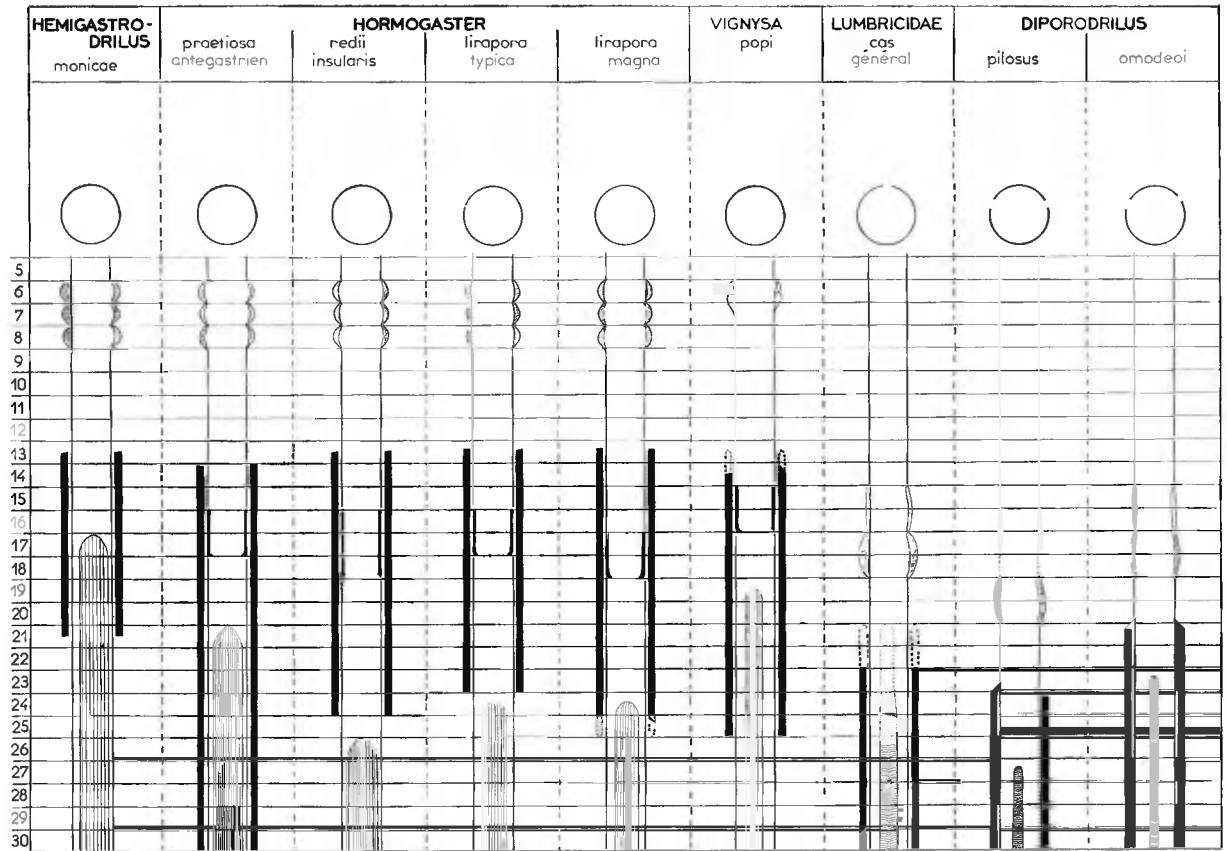 HEMIGASTRO-
DRILUS
monicae
HORMOGASTER
praetiosa
antegastrien
redii
insularis
lirapora
typica
lirapora
magna
VIGNYSA
popi
LUMBRICIDAE
cas
général
DIPORODRILUS
pilosus
omodeoi
5
6
7
8
9
10
11
12
13
14
15
16
17
18
19
20
21
22
23
24
25
26
27
28
29
30